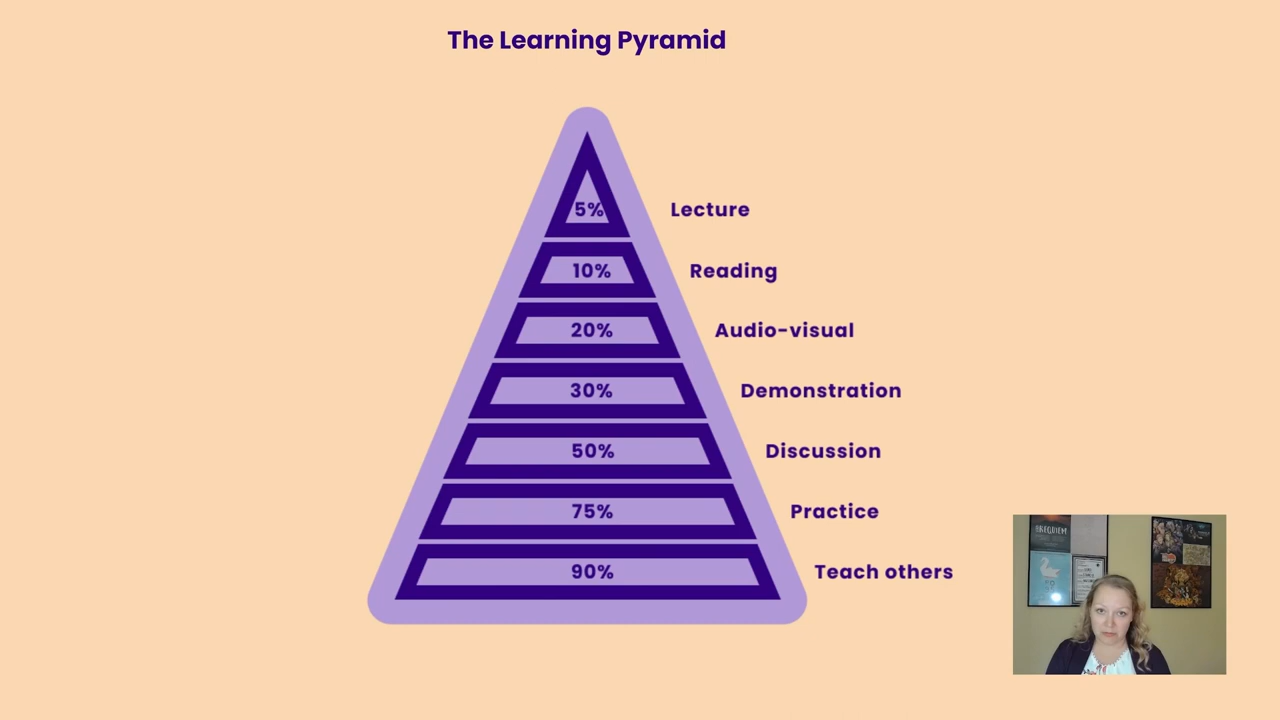 The Learning Pyramid
5% Lecture
10% Reading
20% Audio-visual
30% Demonstration
50% Discussion
75% Practice
90% Teach others
REQUIEM